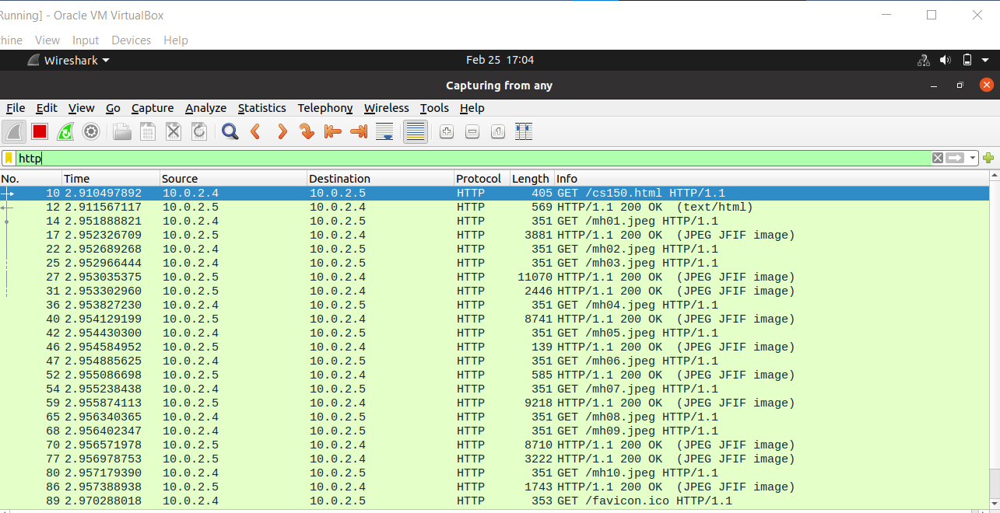 Running] - Oracle VM VirtualBox
hine View Input Devices Help
Wireshark Feb 25 17:04
Capturing from any
File Edit View Go Capture Analyze Statistics Telephony Wireless Tools Help
http
No. Time Source Destination Protocol Length Info
10 2.910497892 10.0.2.4 10.0.2.5 HTTP 405 GET /cs150.html HTTP/1.1
12 2.911567117 10.0.2.5 10.0.2.4 HTTP 569 HTTP/1.1 200 OK (text/html)
14 2.951888821 10.0.2.4 10.0.2.5 HTTP 351 GET /mh01.jpeg HTTP/1.1
17 2.952326709 10.0.2.5 10.0.2.4 HTTP 3881 HTTP/1.1 200 OK (JPEG JFIF image)
22 2.952689268 10.0.2.4 10.0.2.5 HTTP 351 GET /mh02.jpeg HTTP/1.1
25 2.952966444 10.0.2.4 10.0.2.5 HTTP 351 GET /mh03.jpeg HTTP/1.1
27 2.953035375 10.0.2.5 10.0.2.4 HTTP 11070 HTTP/1.1 200 OK (JPEG JFIF image)
31 2.953302960 10.0.2.5 10.0.2.4 HTTP 2446 HTTP/1.1 200 OK (JPEG JFIF image)
36 2.953827230 10.0.2.4 10.0.2.5 HTTP 351 GET /mh04.jpeg HTTP/1.1
40 2.954129199 10.0.2.5 10.0.2.4 HTTP 8741 HTTP/1.1 200 OK (JPEG JFIF image)
42 2.954430300 10.0.2.4 10.0.2.5 HTTP 351 GET /mh05.jpeg HTTP/1.1
46 2.954584952 10.0.2.5 10.0.2.4 HTTP 139 HTTP/1.1 200 OK (JPEG JFIF image)
47 2.954885625 10.0.2.4 10.0.2.5 HTTP 351 GET /mh06.jpeg HTTP/1.1
52 2.955086698 10.0.2.5 10.0.2.4 HTTP 585 HTTP/1.1 200 OK (JPEG JFIF image)
54 2.955238438 10.0.2.4 10.0.2.5 HTTP 351 GET /mh07.jpeg HTTP/1.1
59 2.955874113 10.0.2.5 10.0.2.4 HTTP 9218 HTTP/1.1 200 OK (JPEG JFIF image)
65 2.956340365 10.0.2.4 10.0.2.5 HTTP 351 GET /mh08.jpeg HTTP/1.1
68 2.956402347 10.0.2.4 10.0.2.5 HTTP 351 GET /mh09.jpeg HTTP/1.1
70 2.956571978 10.0.2.5 10.0.2.4 HTTP 8710 HTTP/1.1 200 OK (JPEG JFIF image)
77 2.956978753 10.0.2.5 10.0.2.4 HTTP 3222 HTTP/1.1 200 OK (JPEG JFIF image)
80 2.957179390 10.0.2.4 10.0.2.5 HTTP 351 GET /mh10.jpeg HTTP/1.1
86 2.957388938 10.0.2.5 10.0.2.4 HTTP 1743 HTTP/1.1 200 OK (JPEG JFIF image)
89 2.970288018 10.0.2.4 10.0.2.5 HTTP 353 GET /favicon.ico HTTP/1.1